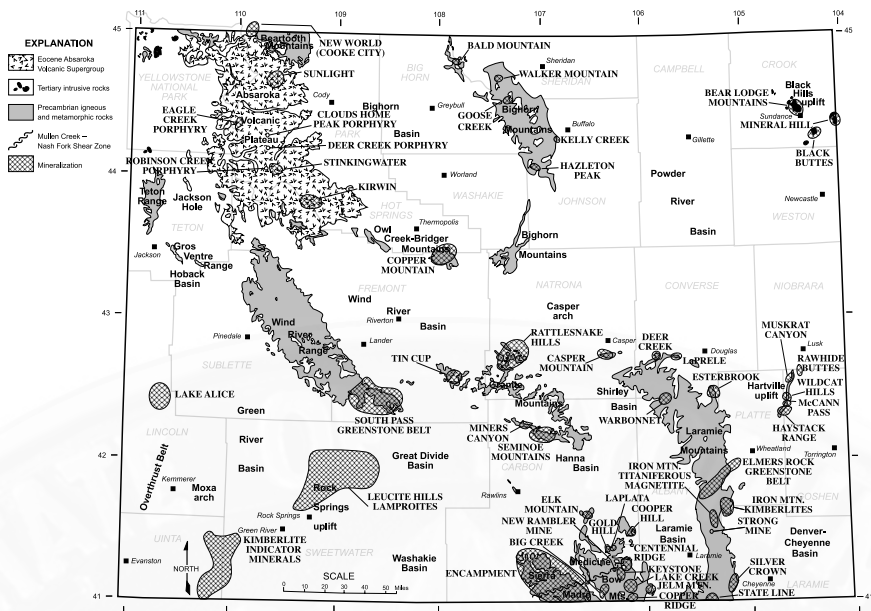 111
110
109
108
107
106
105
104
45
45
EXPLANATION
Eocene Absaroka
Volcanic Supergroup
Tertiary intrusive rocks
Precambrian igneous
and metamorphic rocks
Mullen Creek –
Nash Fork Shear Zone
Mineralization
Beartooth
Mountains
NEW WORLD
(COOKE CITY)
BIG
HORN
BALD MOUNTAIN
Sheridan
SHERIDAN
WALKER MOUNTAIN
CAMPBELL
CROOK
YELLOWSTONE
NATIONAL
PARK
SUNLIGHT
Absaroka
Cody
Bighorn
Greybull
Bighorn
BEAR LODGE
MOUNTAINS
Black
Hills
uplift
Sundance
MINERAL HILL
EAGLE
CREEK
PORPHYRY
Volcanic
CLOUDS HOME
PEAK PORPHYRY
PARK
Basin
GOOSE
CREEK
Mountains
Buffalo
KELLY CREEK
Gillette
BLACK
BUTTES
Plateau
DEER CREEK PORPHYRY
ROBINSON CREEK
PORPHYRY
STINKINGWATER
HAZLETON
PEAK
44
44
Teton
Range
Jackson
Hole
Worland
WASHAKIE
JOHNSON
Powder
River
Basin
Newcastle
WESTON
KIRWIN
HOT
SPRINGS
TETON
Thermopolis
Owl
Creek-Bridger
Mountains
COPPER
MOUNTAIN
Bighorn
Mountains
Jackson
Gros
Ventre
Range
Hoback
Basin
43
43
FREMONT
NATRONA
CONVERSE
NIOBRARA
Wind
River
Basin
Riverton
Casper
arch
Wind
River
Range
Pinedale
Lander
RATTLESNAKE
HILLS
Casper
CASPER
MOUNTAIN
DEER
CREEK
Douglas
LaPRELE
MUSKRAT
CANYON
Lusk
RAWHIDE
BUTTES
SUBLETTE
TIN CUP
Granite
Mountains
Shirley
Basin
ESTERBROOK
Hartville
uplift
WILDCAT
HILLS
McCANN
PASS
LAKE ALICE
Green
SOUTH PASS
GREENSTONE BELT
MINERS
CANYON
SEMINOE MOUNTAINS
WARBONNET
PLATTE
HAYSTACK
RANGE
LINCOLN
River
Basin
Great Divide
Basin
CARBON
Hanna
Basin
Laramie
Mountains
Wheatland
Torrington
42
42
Overthrust Belt
Kemmerer
Moxa
arch
Rock
Springs
uplift
LEUCITE HILLS
LAMPROITES
Rawlins
IRON MTN.
TITANIFEROUS
MAGNETITE
ALBANY
ELMERS ROCK
GREENSTONE
BELT
GOSHEN
IRON MTN.
KIMBERLITES
Rock Springs
Green River
KIMBERLITE
INDICATOR
MINERALS
SWEETWATER
ELK
MOUNTAIN
LAPLATA
NEW RAMBLER
MINE
GOLD
HILL
COOPER
HILL
Laramie
Basin
STRONG
MINE
Denver-
Cheyenne
Basin
UINTA
Evanston
NORTH
Washakie
Basin
BIG CREEK
CENTENNIAL
RIDGE
Laramie
SILVER
CROWN
SCALE
0 10 20 30 40 50 Miles
ENCAMPMENT
Sierra
Madre
Medicine
Bow
Mts.
KEYSTONE
LAKE CREEK
JELM MTN.
COPPER
RIDGE
Cheyenne
LARAMIE
STATE LINE
41
41